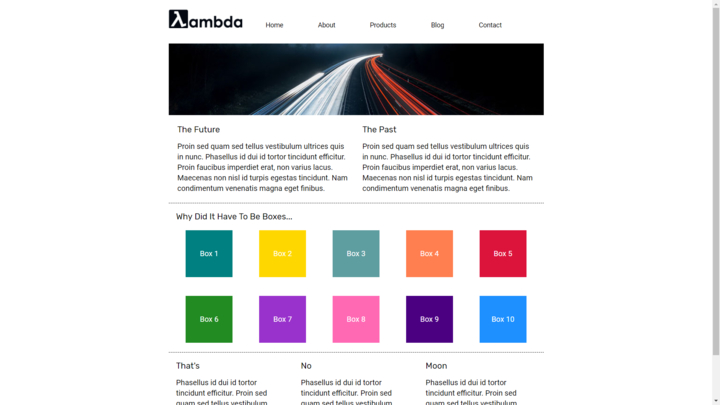 λambda
Home
About
Products
Blog
Contact
The Future
Proin sed quam sed tellus vestibulum ultrices quis
in nunc. Phasellus id dui id tortor tincidunt efficitur.
Proin faucibus imperdiet erat, non varius lacus.
Maecenas non nisl id turpis egestas tincidunt. Nam
condimentum venenatis magna eget finibus.
The Past
Proin sed quam sed tellus vestibulum ultrices quis
in nunc. Phasellus id dui id tortor tincidunt efficitur.
Proin faucibus imperdiet erat, non varius lacus.
Maecenas non nisl id turpis egestas tincidunt. Nam
condimentum venenatis magna eget finibus.
Why Did It Have To Be Boxes...
Box 1
Box 2
Box 3
Box 4
Box 5
Box 6
Box 7
Box 8
Box 9
Box 10
That's
Phasellus id dui id tortor
tincidunt efficitur. Proin sed
quam sed tellus vestibulum
No
Phasellus id dui id tortor
tincidunt efficitur. Proin sed
quam sed tellus vestibulum
Moon
Phasellus id dui id tortor
tincidunt efficitur. Proin sed
quam sed tellus vestibulum